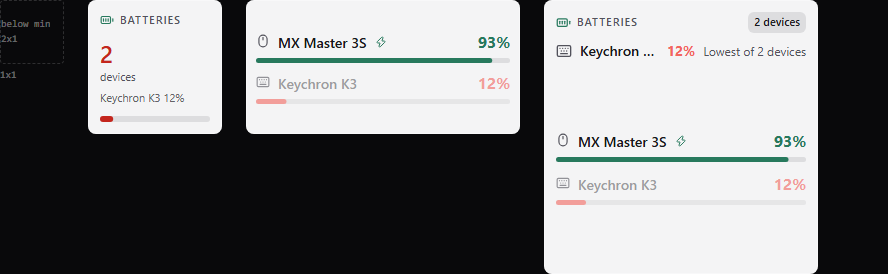 below min
2x1
1x1
BATTERIES
2
devices
Keychron K3 12%
MX Master 3S 93%
Keychron K3 12%
BATTERIES 2 devices
Keychron ... 12% Lowest of 2 devices
MX Master 3S 93%
Keychron K3 12%